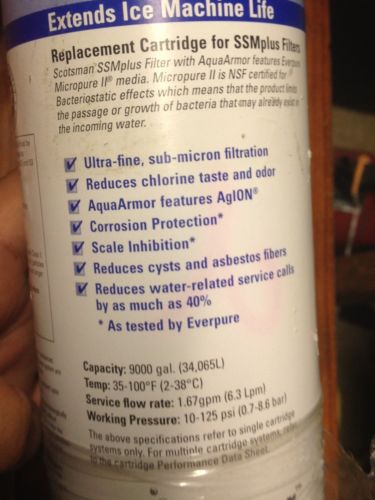 Extends Ice Machine Life
Replacement Cartridge for SSMplus Filters
Scotsman SSMplus Filter with AquaArmor features Everpure
Micropure II® media. Micropure II is NSF certified for
Bacteriostatic effects which means that the product limits
the passage or growth of bacteria that may already exist in
the incoming water.
Ultra-fine, sub-micron filtration
Reduces chlorine taste and odor
AquaArmor features AgION®
Corrosion Protection*
Scale Inhibition*
Reduces cysts and asbestos fibers
Reduces water-related service calls
by as much as 40%
* As tested by Everpure
Capacity: 9000 gal. (34,065L)
Temp: 35-100°F (2-38°C)
Service flow rate: 1.67gpm (6.3 Lpm)
Working Pressure: 10-125 psi (0.7-8.6 bar)
The above specifications refer to single cartridge
systems only. For multiple cartridge systems, refer
to the cartridge Performance Data Sheet.